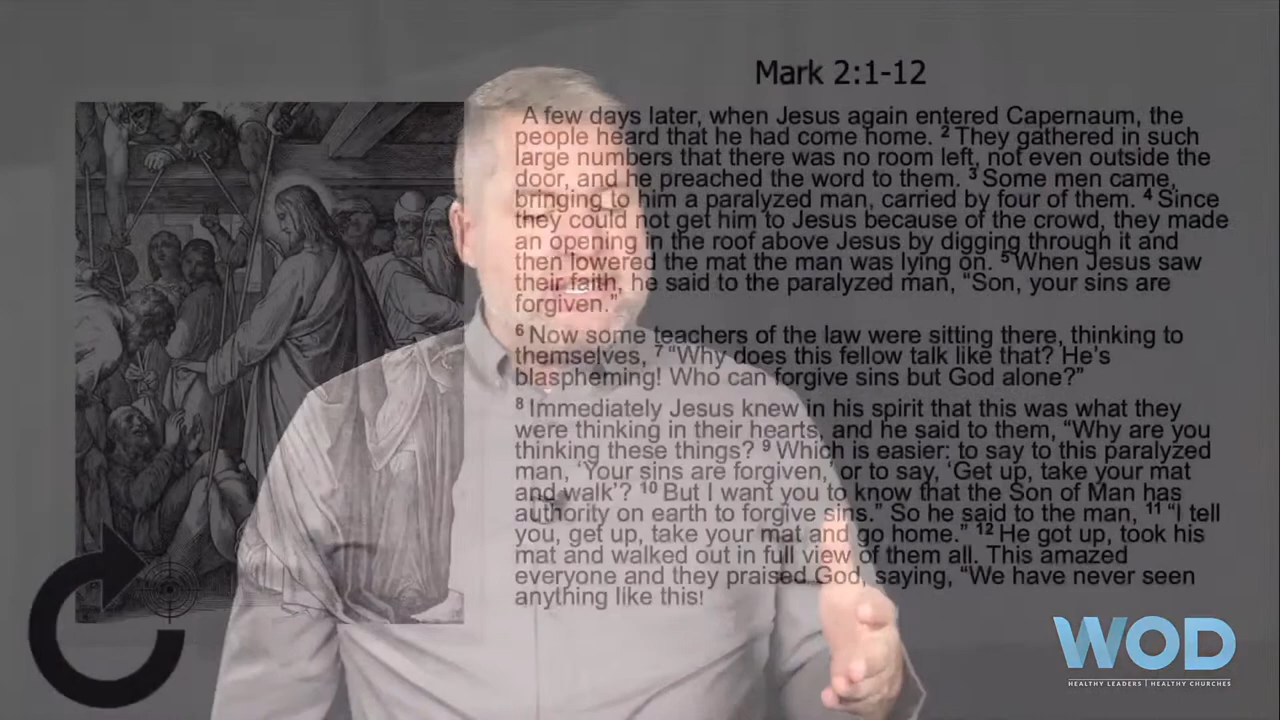 Mark 2:1-12
A few days later, when Jesus again entered Capernaum, the
people heard that he had come home. 2 They gathered in such
large numbers that there was no room left, not even outside the
door, and he preached the word to them. 3 Some men came,
bringing to him a paralyzed man, carried by four of them. 4 Since
they could not get him to Jesus because of the crowd, they made
an opening in the roof above Jesus by digging through it and
then lowered the mat the man was lying on. 5 When Jesus saw
their faith, he said to the paralyzed man, “Son, your sins are
forgiven.”
6 Now some teachers of the law were sitting there, thinking to
themselves, 7 “Why does this fellow talk like that? He’s
blaspheming! Who can forgive sins but God alone?”
8 Immediately Jesus knew in his spirit that this was what they
were thinking in their hearts, and he said to them, “Why are you
thinking these things? 9 Which is easier: to say to this paralyzed
man, ‘Your sins are forgiven,’ or to say, ‘Get up, take your mat
and walk’? 10 But I want you to know that the Son of Man has
authority on earth to forgive sins.” So he said to the man, 11 “I tell
you, get up, take your mat and go home.” 12 He got up, took his
mat and walked out in full view of them all. This amazed
everyone and they praised God, saying, “We have never seen
anything like this!
WOD
HEALTHY LEADERS | HEALTHY CHURCHES